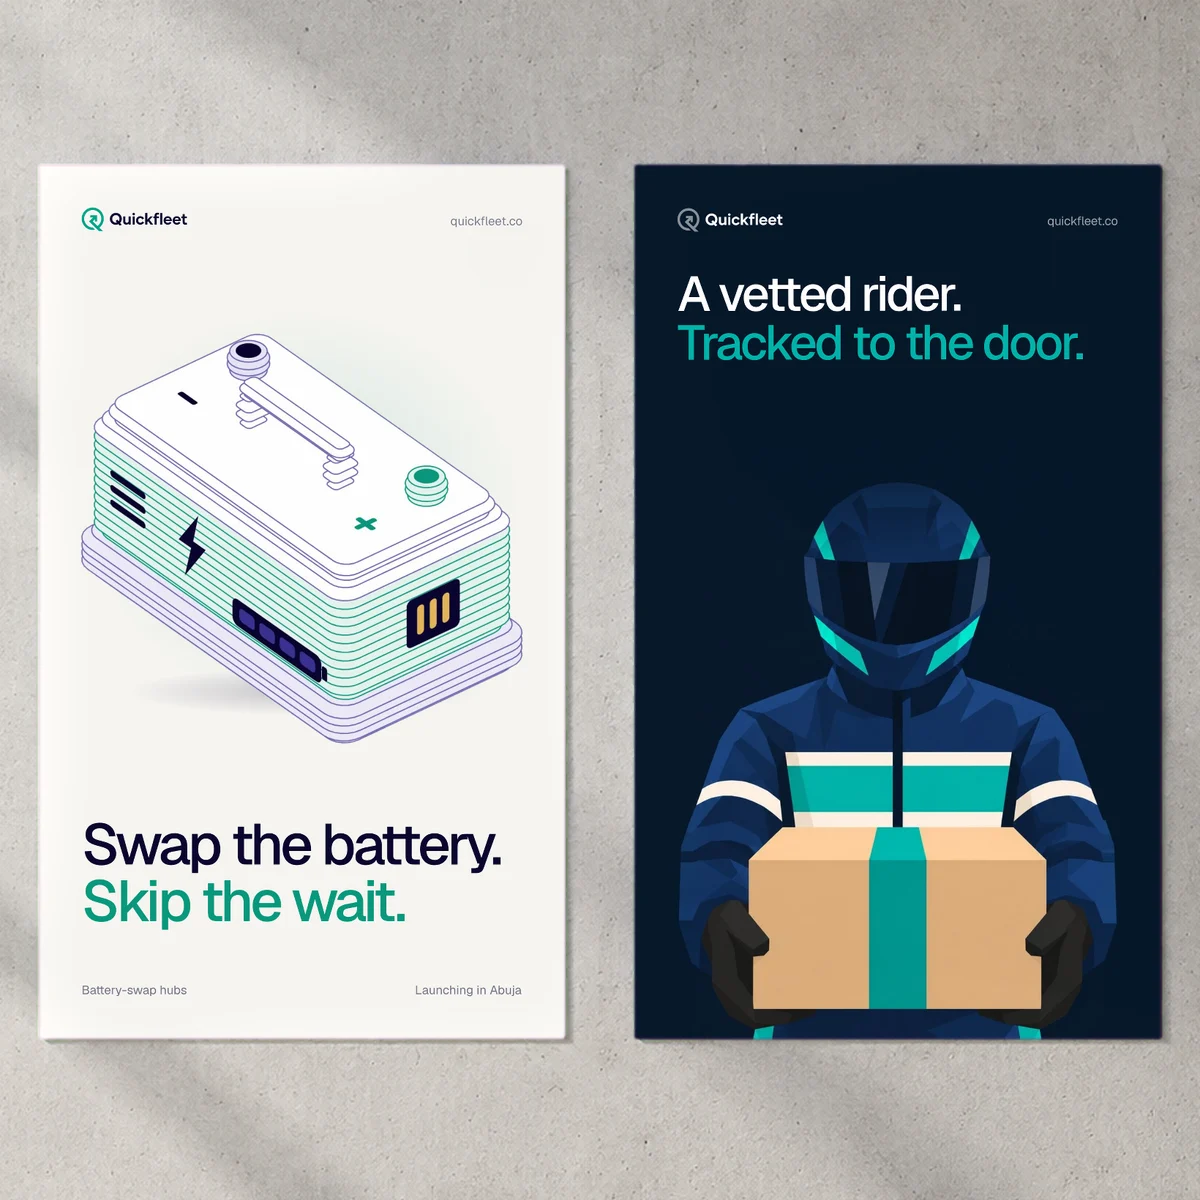 Quickfleet
quickfleet.co
Swap the battery.
Skip the wait.
Battery-swap hubs
Launching in Abuja
Quickfleet
quickfleet.co
A vetted rider.
Tracked to the door.